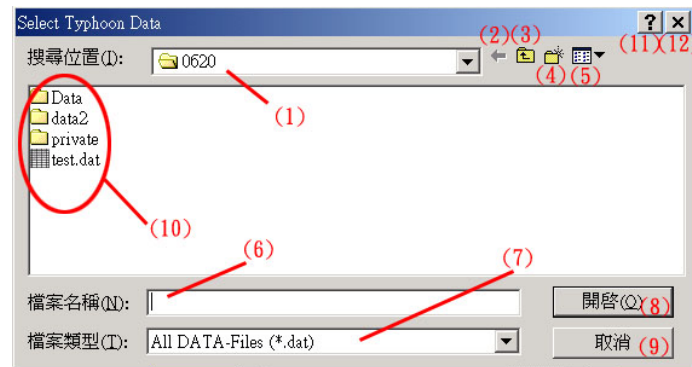 Select Typhoon Data
(2)(3)
(11)(12
搜尋位置(I):
0620
(4)(5)
(1)
Data
data2
private
test.dat
(10)
(6)
(7)
檔案名稱(N):
開啓(O)
(8)
檔案類型(T):
All DATA-Files (*.dat)
取消
(9)